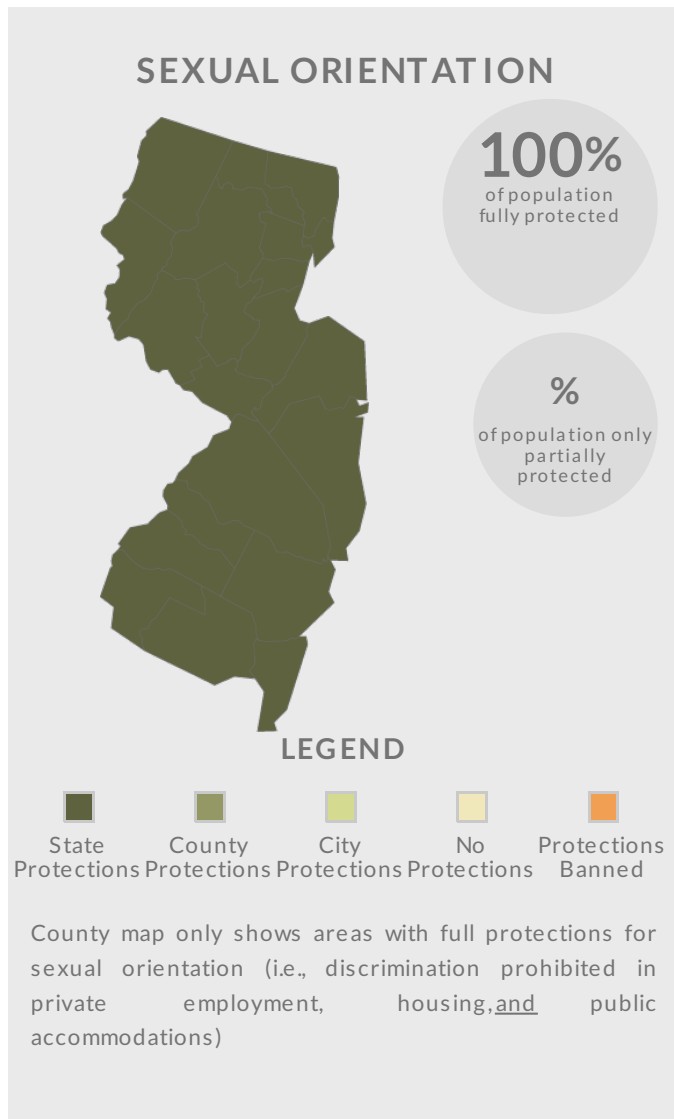 SEXUAL ORIENTATION
100%
of population
fully protected
%
of population only
partially
protected
LEGEND
State
Protections
County
Protections
City
Protections
No
Protections
Protections
Banned
County map only shows areas with full protections for
sexual orientation (i.e., discrimination prohibited in
private employment, housing, and public
accommodations)